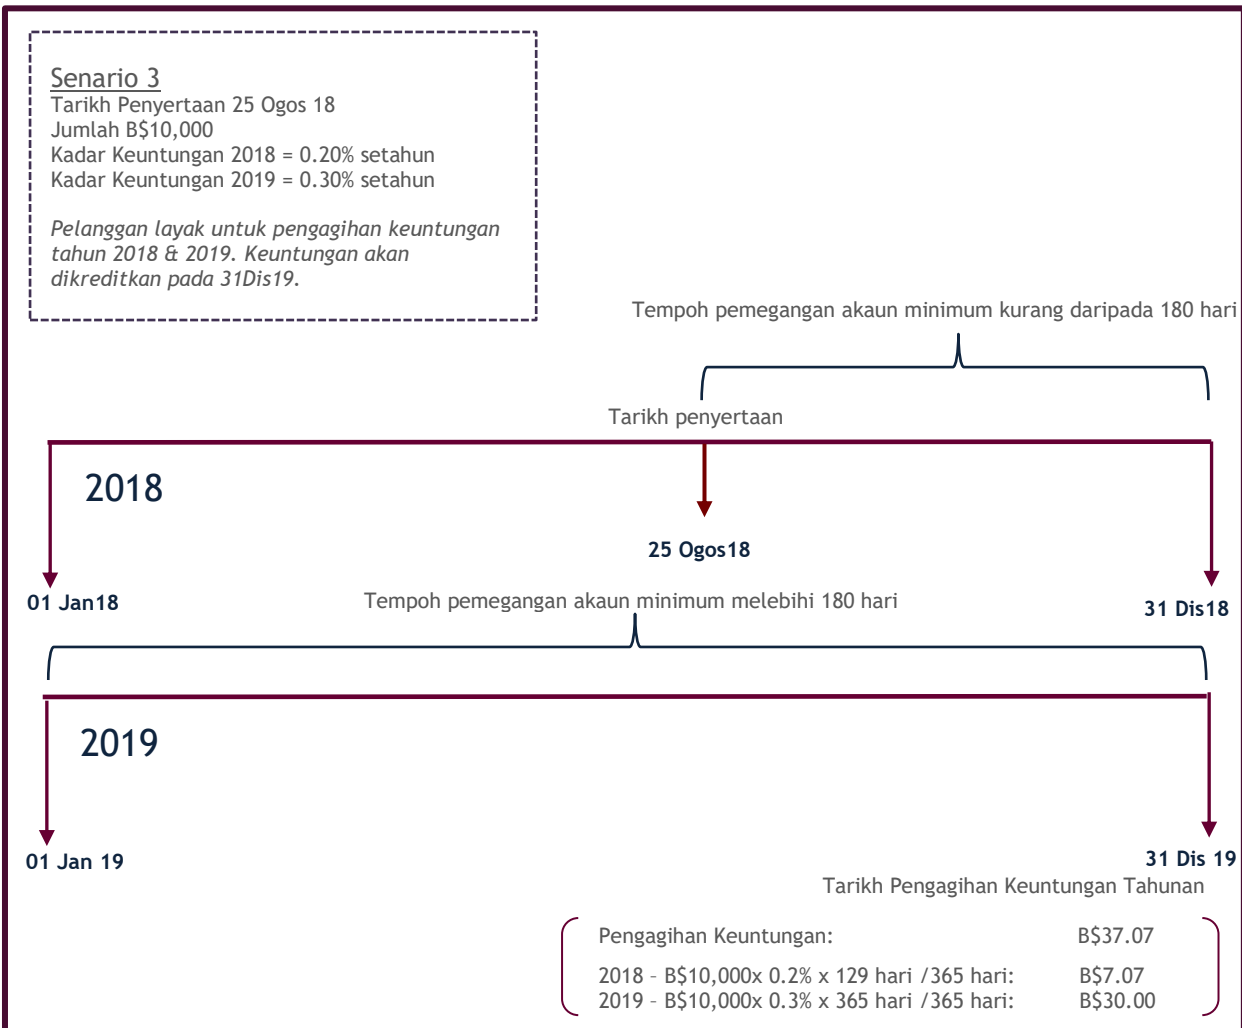 Senario 3
Tarikh Penyertaan 25 Ogos 18
Jumlah B$10,000
Kadar Keuntungan 2018 = 0.20% setahun
Kadar Keuntungan 2019 = 0.30% setahun
Pelanggan layak untuk pengagihan keuntungan
tahun 2018 & 2019. Keuntungan akan
dikreditkan pada 31Dis19.
Tempoh pemegangan akaun minimum kurang daripada 180 hari
Tarikh penyertaan
2018
25 Ogos18
01 Jan18
31 Dis18
Tempoh pemegangan akaun minimum melebihi 180 hari
2019
01 Jan 19
31 Dis 19
Tarikh Pengagihan Keuntungan Tahunan
Pengagihan Keuntungan: B$37.07
2018 – B$10,000x 0.2% x 129 hari /365 hari: B$7.07
2019 – B$10,000x 0.3% x 365 hari /365 hari: B$30.00